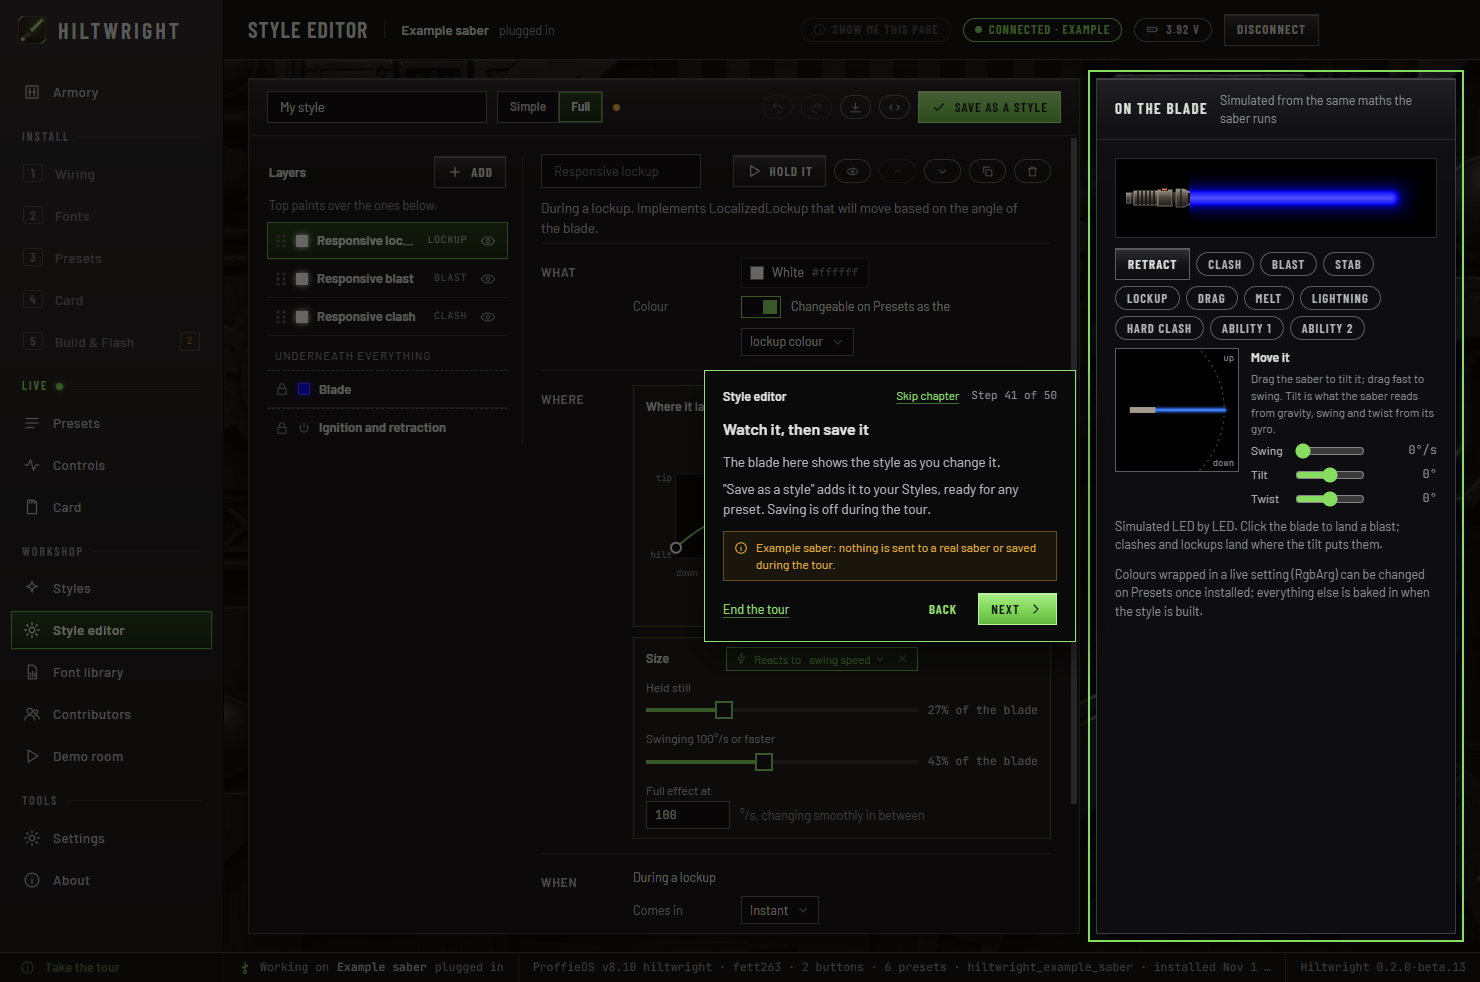 HILTWRIGHT
STYLE EDITOR
Example saber plugged in
SHOW ME THIS PAGE
CONNECTED · EXAMPLE
3.92 V
DISCONNECT
Armory
INSTALL
1 Wiring
2 Fonts
3 Presets
4 Card
5 Build & Flash 2
LIVE
Presets
Controls
Card
WORKSHOP
Styles
Style editor
Font library
Contributors
Demo room
TOOLS
Settings
About
Take the tour
My style
Simple Full
SAVE AS A STYLE
Layers
ADD
Top paints over the ones below.
Responsive loc... LOCKUP
Responsive blast BLAST
Responsive clash CLASH
UNDERNEATH EVERYTHING
Blade
Ignition and retraction
Responsive lockup
HOLD IT
During a lockup. Implements LocalizedLockup that will move based on the angle of
the blade.
WHAT
White #ffffff
Colour
Changeable on Presets as the
lockup colour
WHERE
Where it la
tip
hilt
down
Size
Reacts to swing speed
Held still
27% of the blade
Swinging 100°/s or faster
43% of the blade
Full effect at
100 °/s, changing smoothly in between
WHEN
During a lockup
Comes in
Instant
Style editor
Skip chapter
Step 41 of 50
Watch it, then save it
The blade here shows the style as you change it.
"Save as a style" adds it to your Styles, ready for any
preset. Saving is off during the tour.
Example saber: nothing is sent to a real saber or saved
during the tour.
End the tour
BACK
NEXT
ON THE BLADE
Simulated from the same maths the
saber runs
RETRACT CLASH BLAST STAB
LOCKUP DRAG MELT LIGHTNING
HARD CLASH ABILITY 1 ABILITY 2
up
down
Move it
Drag the saber to tilt it; drag fast to
swing. Tilt is what the saber reads
from gravity, swing and twist from its
gyro.
Swing 0°/s
Tilt 0°
Twist 0°
Simulated LED by LED. Click the blade to land a blast;
clashes and lockups land where the tilt puts them.
Colours wrapped in a live setting (RgbArg) can be changed
on Presets once installed; everything else is baked in when
the style is built.
Working on Example saber plugged in
ProffieOS v8.10 hiltwright · fett263 · 2 buttons · 6 presets · hiltwright_example_saber · installed Nov 1 …
Hiltwright 0.2.0-beta.13